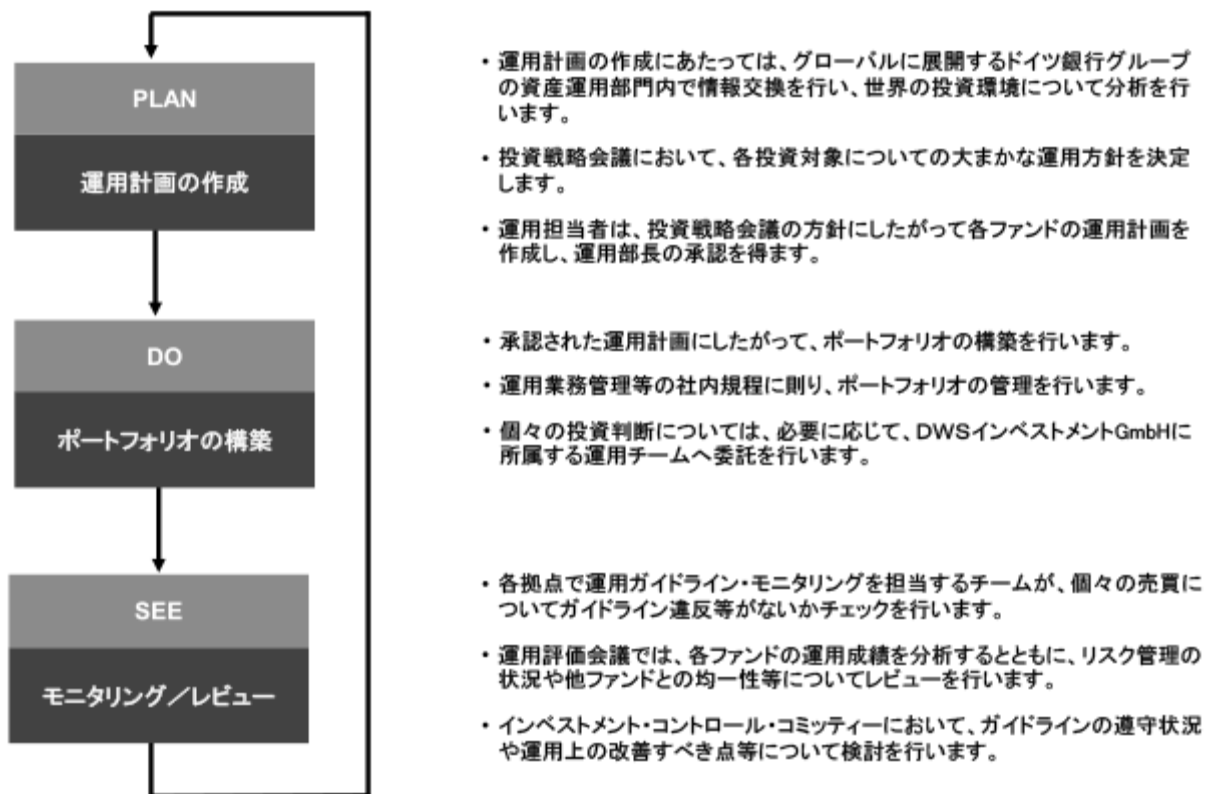 PLAN
運用計画の作成
・運用計画の作成にあたっては、グローバルに展開するドイツ銀行グループ
の資産運用部門内で情報交換を行い、世界の投資環境について分析を行
います。
・投資戦略会議において、各投資対象についての大まかな運用方針を決定
します。
・運用担当者は、投資戦略会議の方針にしたがって各ファンドの運用計画を
作成し、運用部長の承認を得ます。
DO
ポートフォリオの構築
・承認された運用計画にしたがって、ポートフォリオの構築を行います。
・運用業務管理等の社内規程に則り、ポートフォリオの管理を行います。
・個々の投資判断については、必要に応じて、DWSインベストメントGmbHに
所属する運用チームへ委託を行います。
SEE
モニタリング／レビュー
・各拠点で運用ガイドライン・モニタリングを担当するチームが、個々の売買に
ついてガイドライン違反等がないかチェックを行います。
・運用評価会議では、各ファンドの運用成績を分析するとともに、リスク管理の
状況や他ファンドとの均一性等についてレビューを行います。
・インベストメント・コントロール・コミッティーにおいて、ガイドラインの遵守状況
や運用上の改善すべき点等について検討を行います。